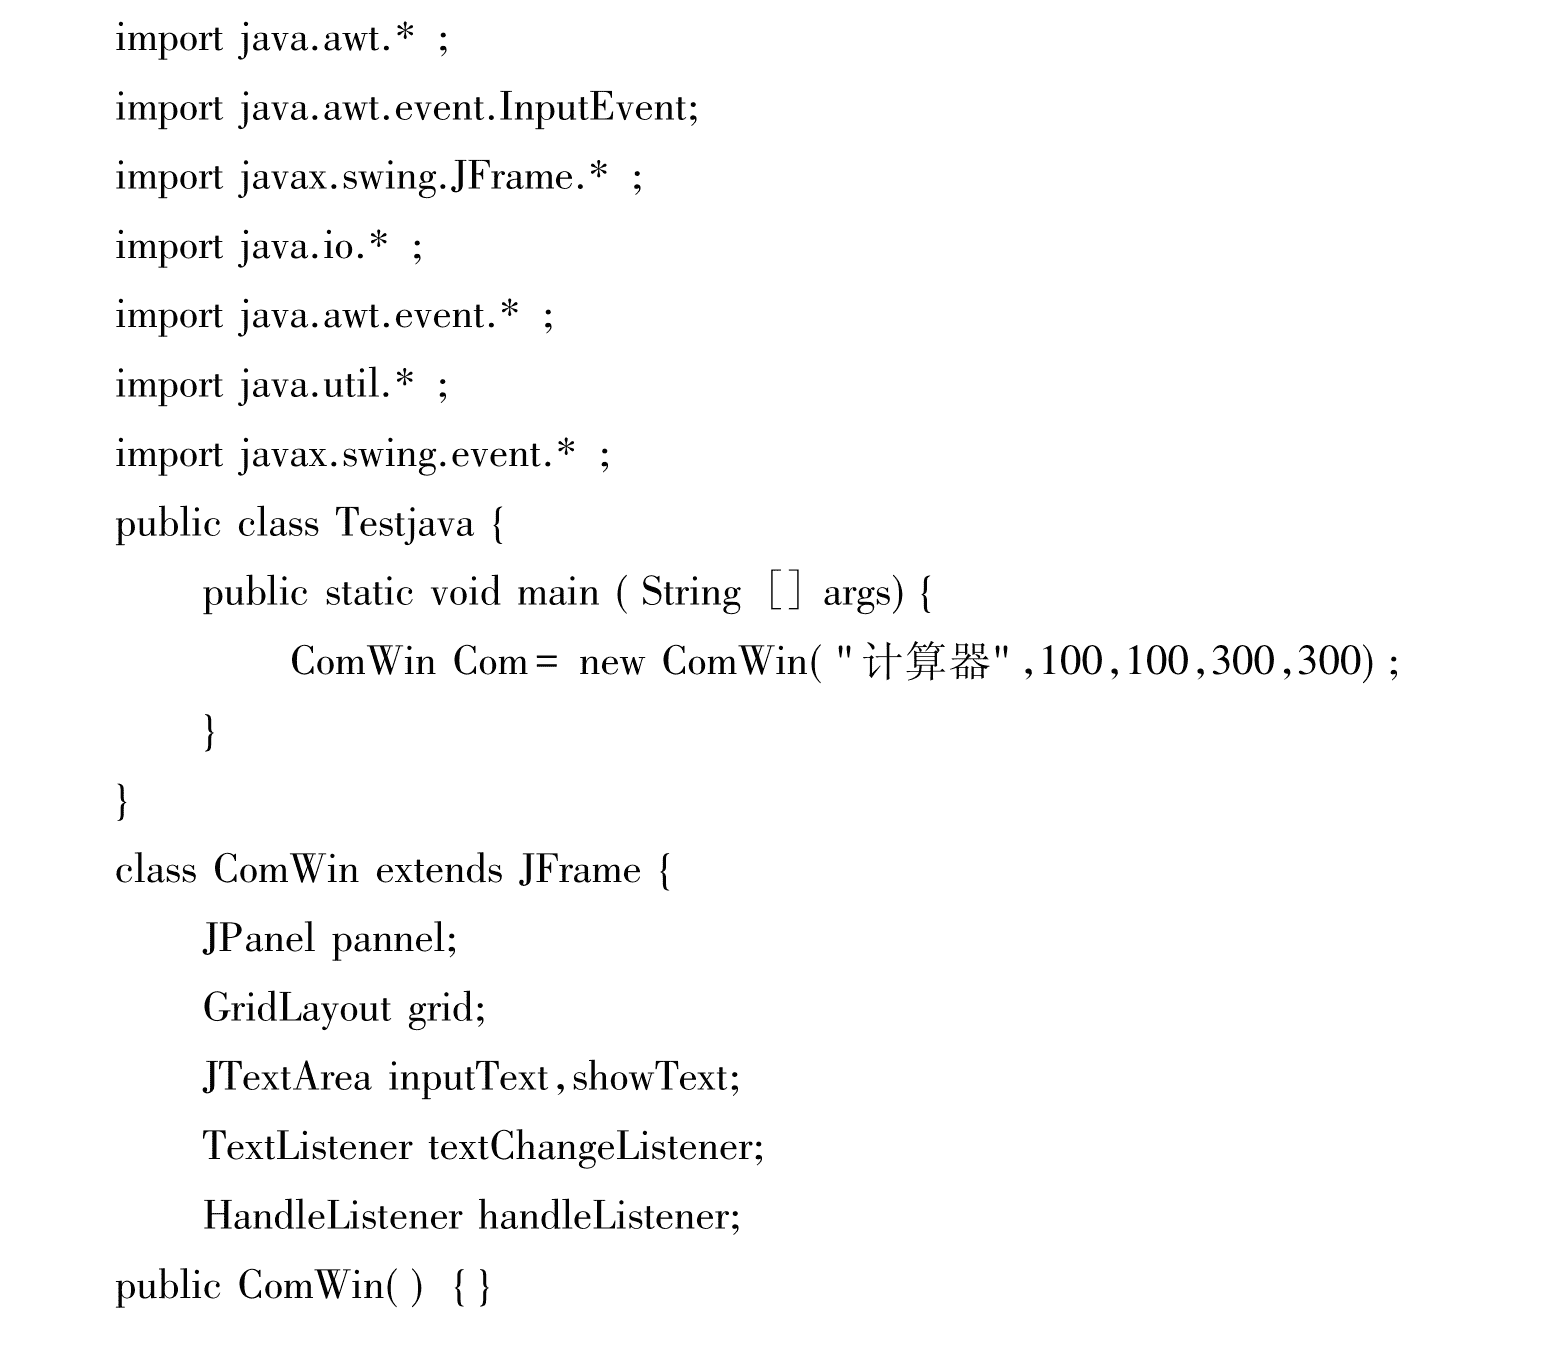 import java.awt.* ;
import java.awt.event.InputEvent;
import javax.swing.JFrame.* ;
import java.io.* ;
import java.awt.event.* ;
import java.util.* ;
import javax.swing.event.* ;
public class Testjava {
public static void main ( String [] args) {
ComWin Com = new ComWin( "计算器" ,100,100,300,300) ;
}
}
class ComWin extends JFrame {
JPanel pannel;
GridLayout grid;
JTextArea inputText,showText;
TextListener textChangeListener;
HandleListener handleListener;
public ComWin( ) { }